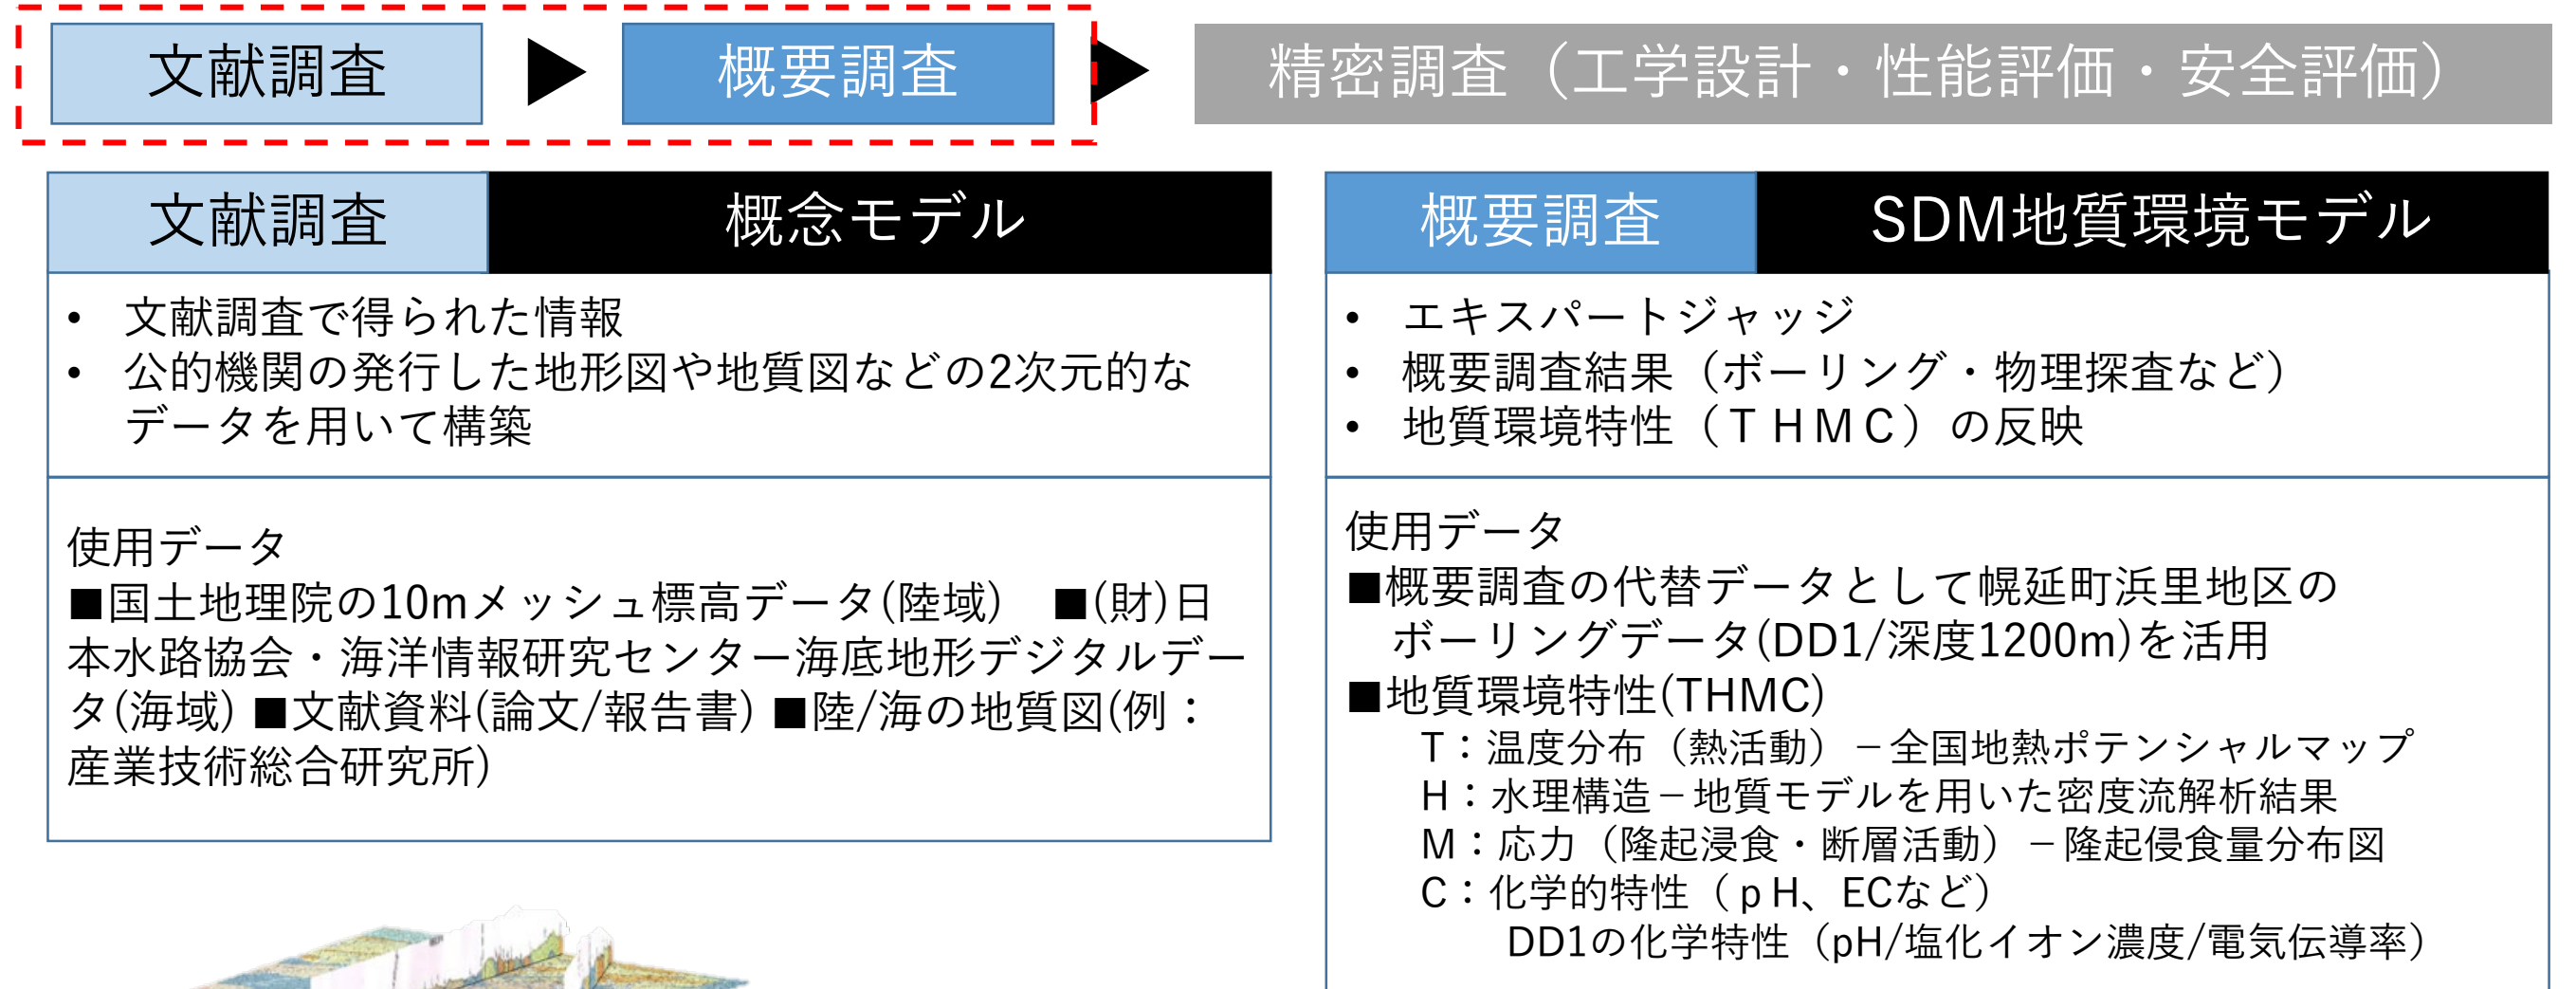 文献調査
概要調査
精密調査（工学設計・性能評価・安全評価）
文献調査
概念モデル
• 文献調査で得られた情報
• 公的機関の発行した地形図や地質図などの2次元的な
データを用いて構築
使用データ
■国土地理院の10mメッシュ標高データ(陸域)　■(財)日
本水路協会・海洋情報研究センター海底地形デジタルデー
タ(海域) ■文献資料(論文/報告書) ■陸/海の地質図(例：
産業技術総合研究所)
概要調査
SDM地質環境モデル
• エキスパートジャッジ
• 概要調査結果（ボーリング・物理探査など）
• 地質環境特性（ＴＨＭＣ）の反映
使用データ
■概要調査の代替データとして幌延町浜里地区の
ボーリングデータ(DD1/深度1200m)を活用
■地質環境特性(THMC)
T：温度分布（熱活動）－全国地熱ポテンシャルマップ
H：水理構造－地質モデルを用いた密度流解析結果
M：応力（隆起浸食・断層活動）－隆起侵食量分布図
C：化学的特性（ｐH、ECなど）
DD1の化学特性（pH/塩化イオン濃度/電気伝導率）